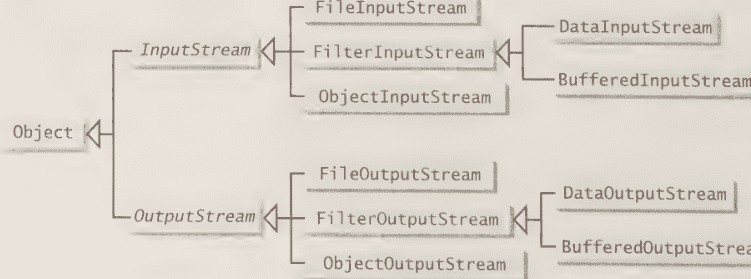 FileInputStream
DataInputStream
InputStream
FilterInputStream
BufferedInputStream
ObjectInputStream
Object
FileOutputStream
DataOutputStream
OutputStream
FilterOutputStream
BufferedOutputStrea
ObjectOutputStream